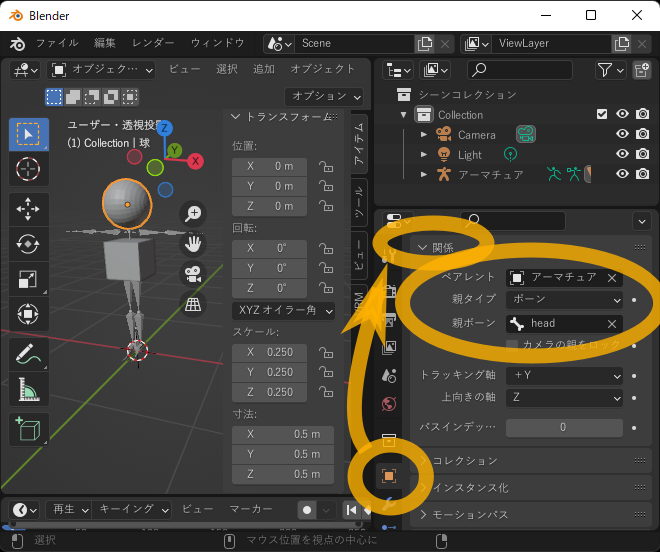 Blender
ファイル 編集 レンダー ウィンドウ Scene ViewLayer
オブジェク… ビュー 選択 追加 オブジェクト
オプション
シーンコレクション
Collection
Camera
Light
アーマチュア
ユーザー・透視投影
(1) Collection | 球
Z
Y
X
トランスフォーム
位置:
X 0 m
Y 0 m
Z 0 m
回転:
X 0°
Y 0°
Z 0°
XYZ オイラー角
スケール:
X 0.250
Y 0.250
Z 0.250
寸法:
X 0.5 m
Y 0.5 m
Z 0.5 m
アイテム
ツール
ビュー
関係
ペアレント アーマチュア
親タイプ ボーン
親ボーン head
カメラの親をロック
トラッキング軸 +Y
上向きの軸 Z
パスインデッ… 0
コレクション
インスタンス化
モーションパス
再生 キーイング ビュー マーカー
選択 マウス位置を視点の中心に